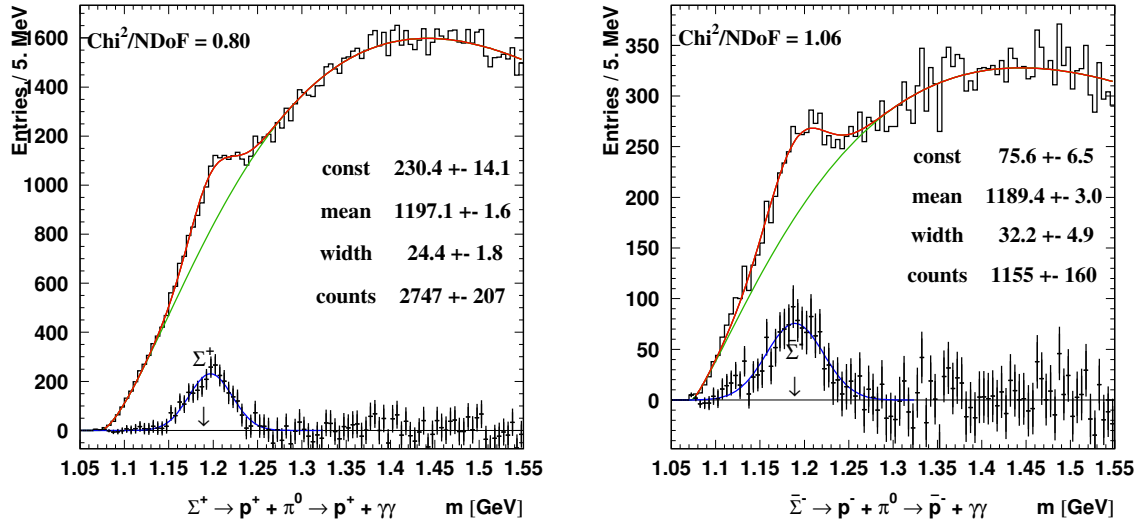 Entries / 5. MeV
Chi²/NDoF = 0.80
1600
1400
1200
1000
800
600
400
200
0
const 230.4 +- 14.1
mean 1197.1 +- 1.6
width 24.4 +- 1.8
counts 2747 +- 207
Σ⁺
↓
1.05 1.1 1.15 1.2 1.25 1.3 1.35 1.4 1.45 1.5 1.55
Σ⁺ → p⁺ + π⁰ → p⁺ + γγ m [GeV]
Entries / 5. MeV
Chi²/NDoF = 1.06
350
300
250
200
150
100
50
0
const 75.6 +- 6.5
mean 1189.4 +- 3.0
width 32.2 +- 4.9
counts 1155 +- 160
Σ̄⁻
↓
1.05 1.1 1.15 1.2 1.25 1.3 1.35 1.4 1.45 1.5 1.55
Σ̄⁻ → p⁻ + π⁰ → p̄⁻ + γγ m [GeV]